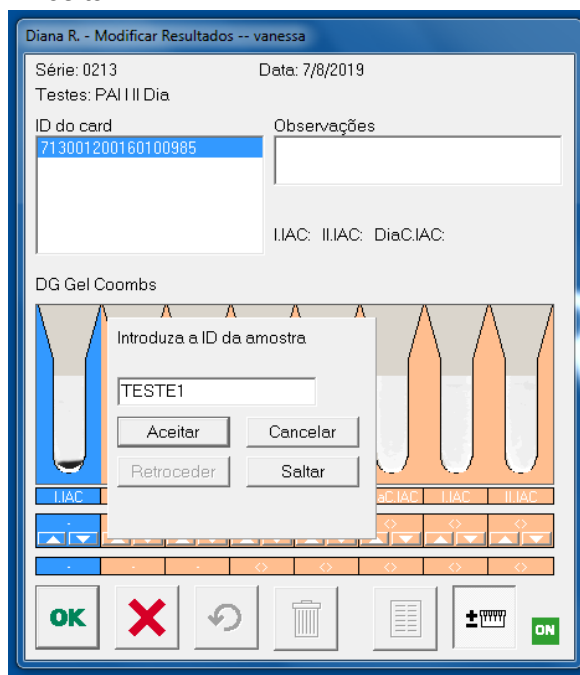 Diana R. - Modificar Resultados -- vanessa
Série: 0213 Data: 7/8/2019
Testes: PAI I II Dia
ID do card Observações
713001200160100985
I.IAC: II.IAC: DiaC.IAC:
DG Gel Coombs
Introduza a ID da amostra
TESTE1
Aceitar Cancelar
Retroceder Saltar
I.IAC aC.IAC I.IAC II.IAC
- <> <> <>
- - - <> <> <> <> <>
OK ± ON